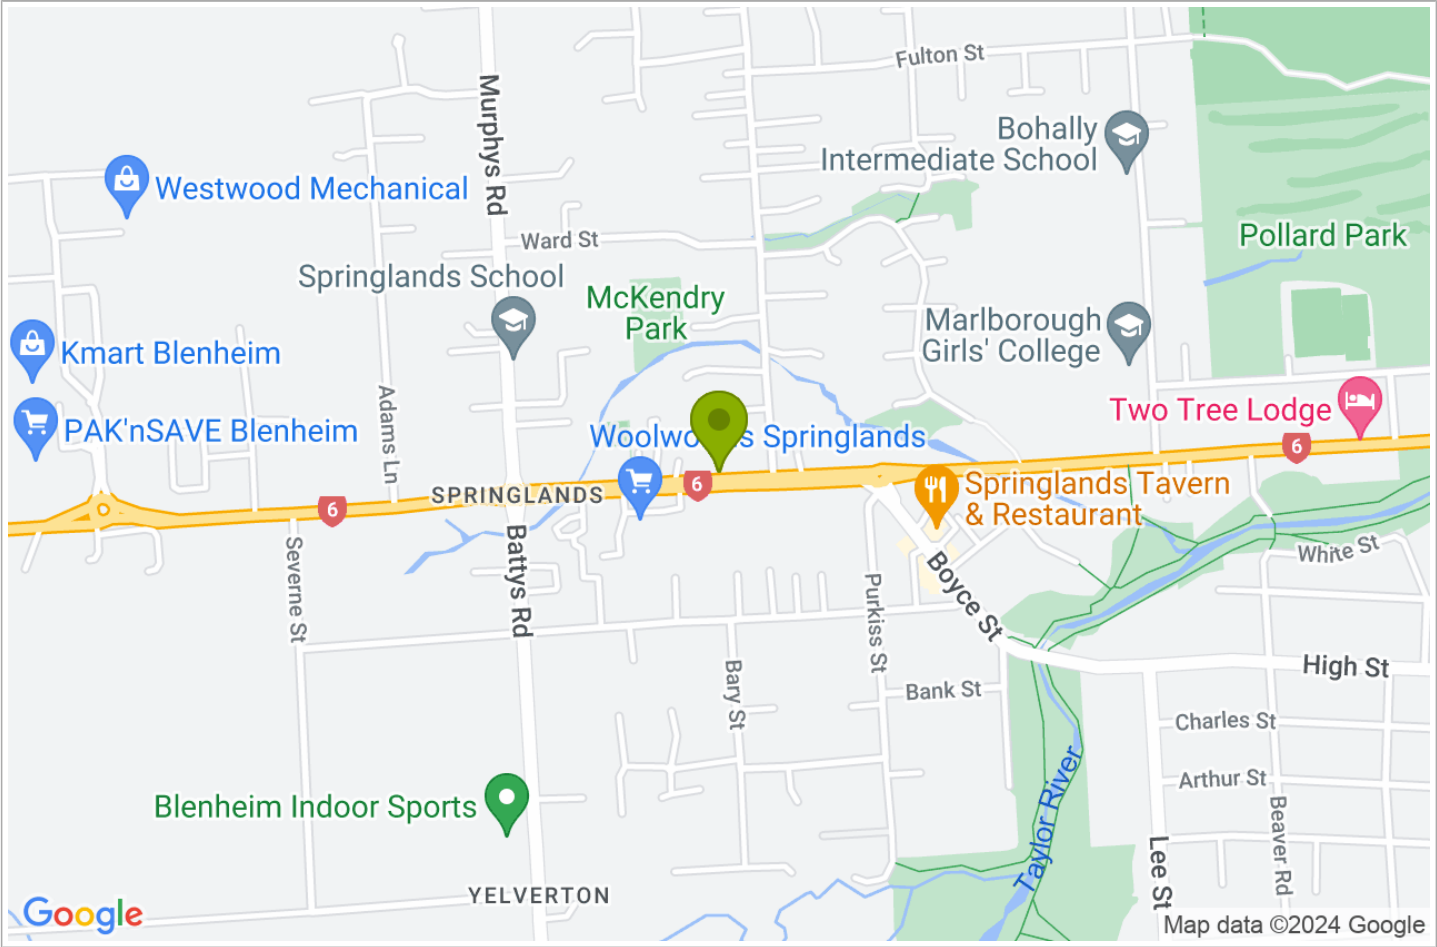 Fulton St
Murphys Rd
Bohally
Intermediate School
Westwood Mechanical
Ward St
Pollard Park
Springlands School
McKendry
Park
Marlborough
Girls' College
Kmart Blenheim
Adams Ln
Two Tree Lodge
PAK'nSAVE Blenheim
Woolwo s Springlands
6
6
6
SPRINGLANDS
Springlands Tavern
& Restaurant
Battys Rd
Severne St
White St
Boyce St
Purkiss St
High St
Bary St
Bank St
Charles St
Arthur St
Taylor River
Blenheim Indoor Sports
Beaver Rd
Lee St
YELVERTON
Google
Map data ©2024 Google